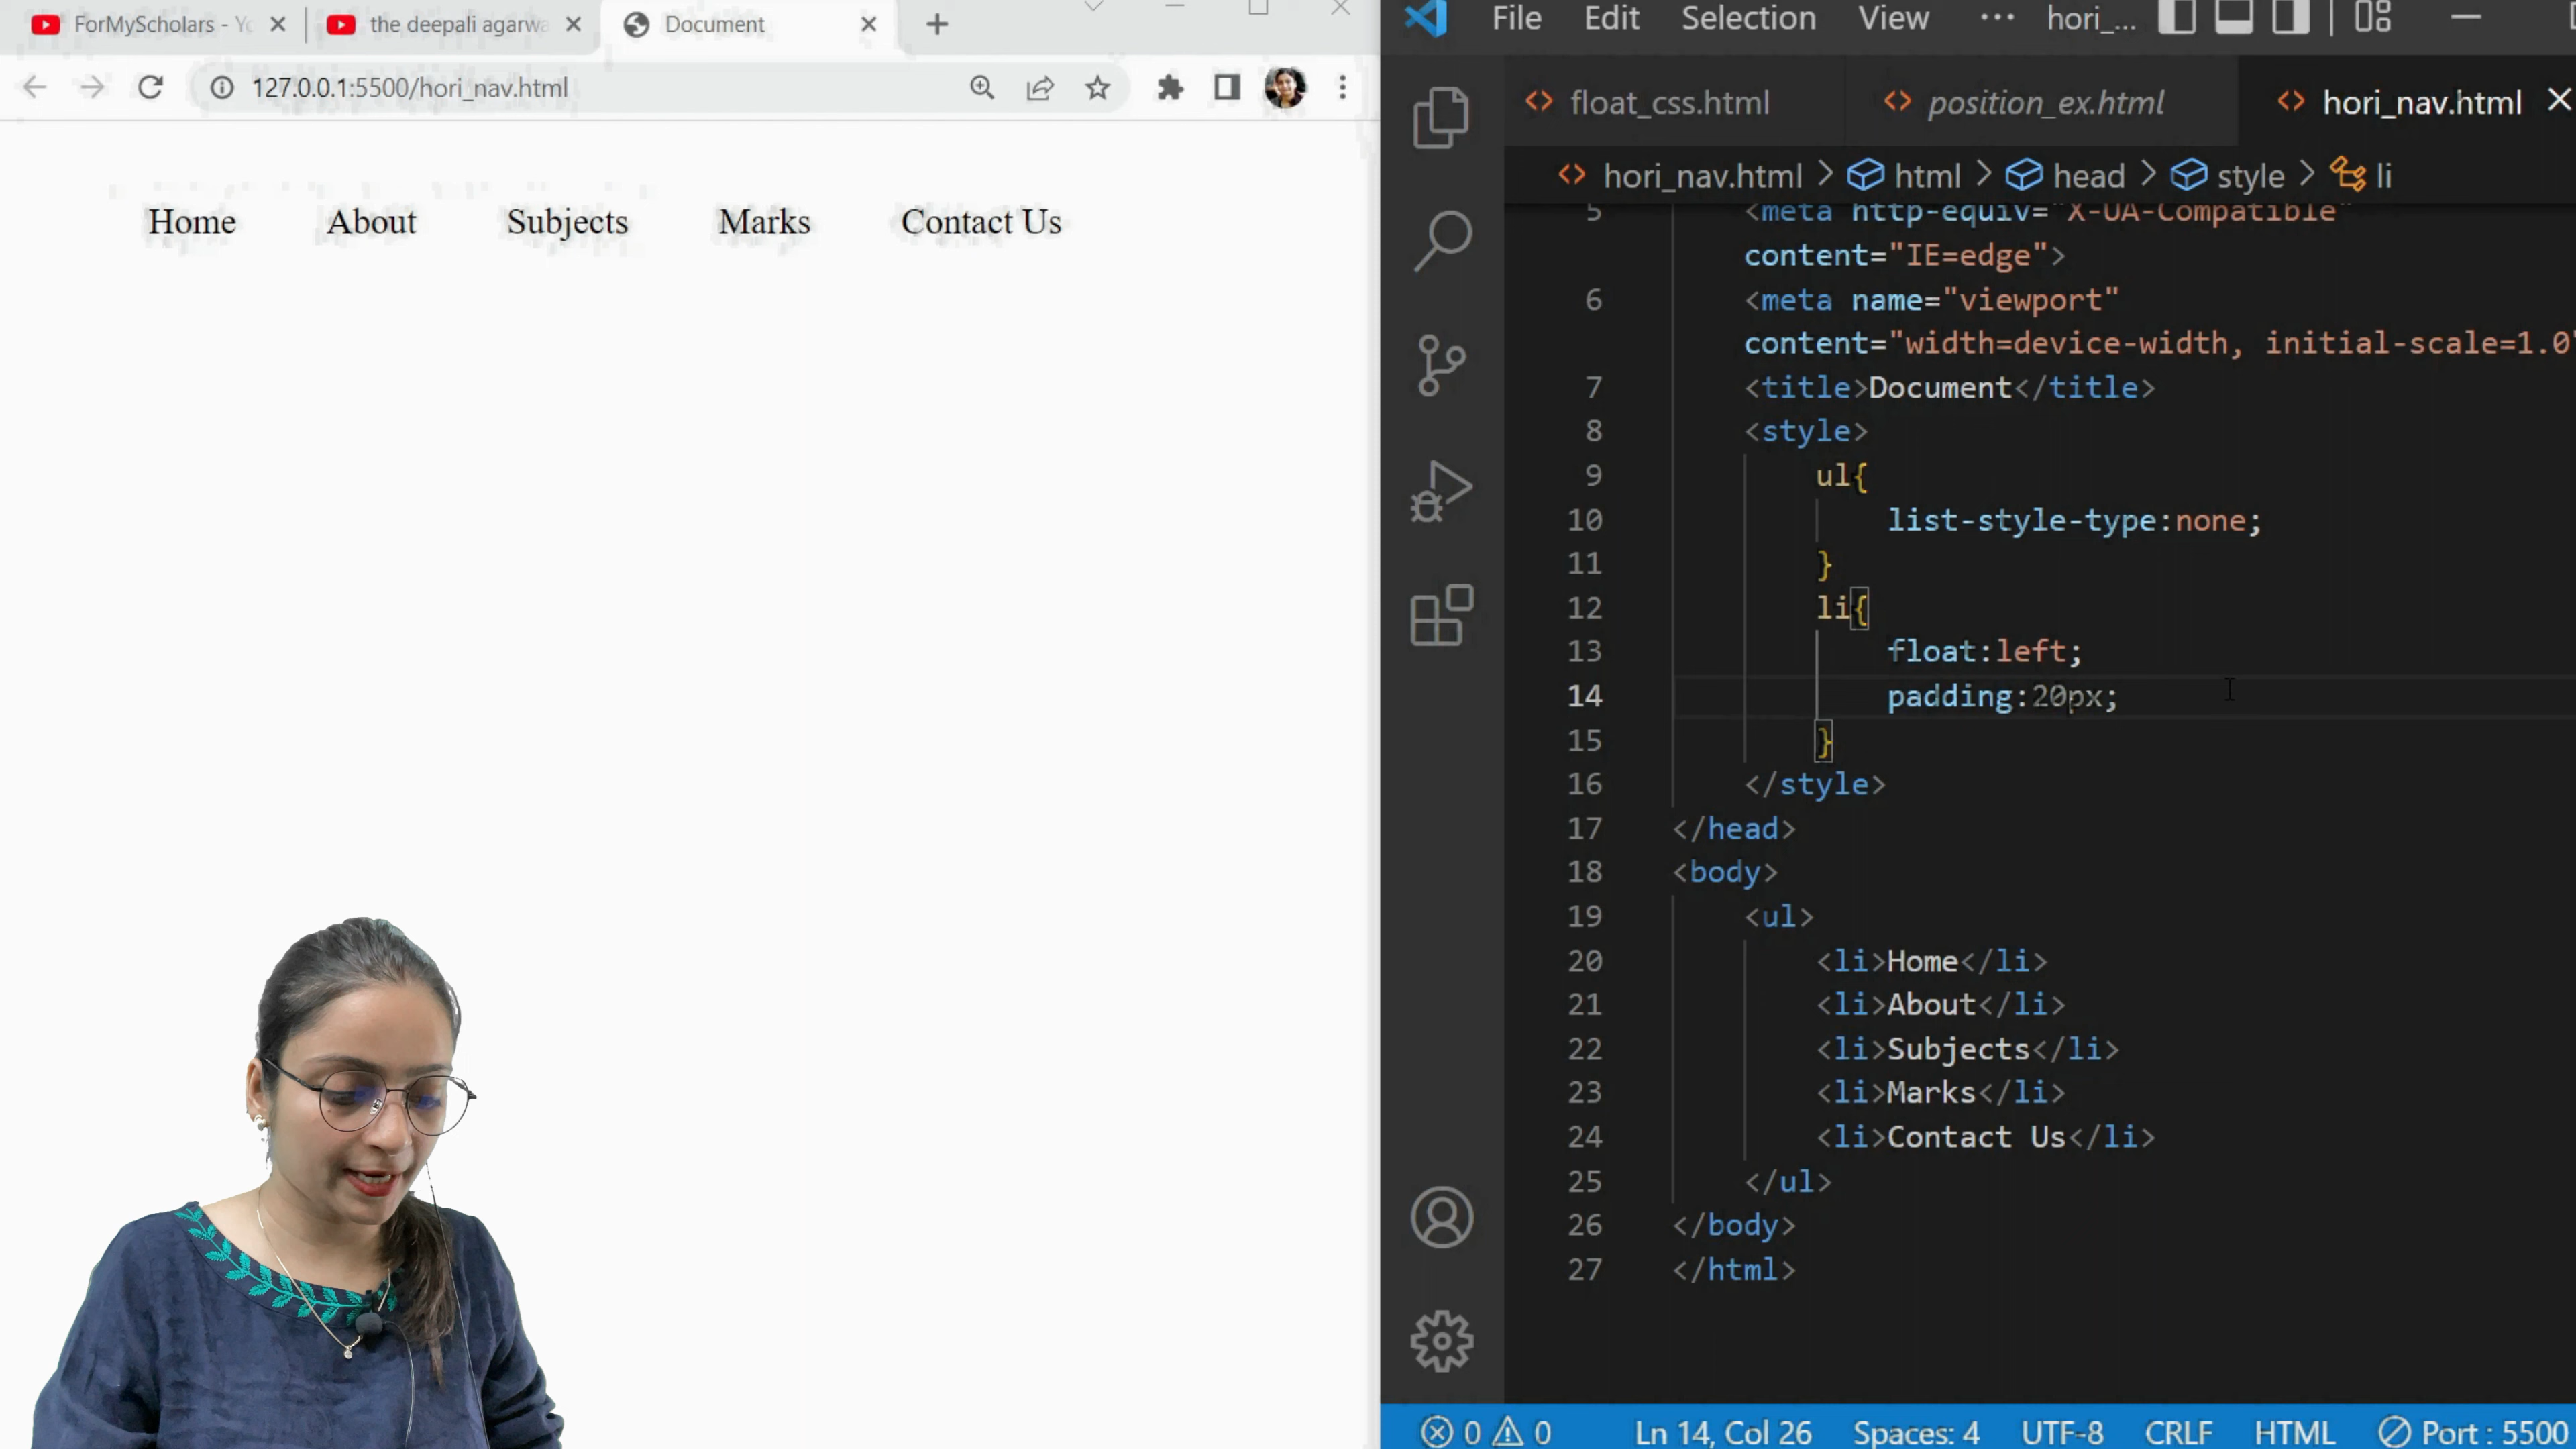 ForMyScholars - Yo
the deepali agarwa
Document
127.0.0.1:5500/hori_nav.html
Home About Subjects Marks Contact Us
File Edit Selection View ... hori_...
float_css.html position_ex.html hori_nav.html
hori_nav.html > html > head > style > li
5 <meta http-equiv="X-UA-Compatible"
content="IE=edge">
6 <meta name="viewport"
content="width=device-width, initial-scale=1.0"
7 <title>Document</title>
8 <style>
9 ul{
10 list-style-type:none;
11 }
12 li{
13 float:left;
14 padding:20px;
15 }
16 </style>
17 </head>
18 <body>
19 <ul>
20 <li>Home</li>
21 <li>About</li>
22 <li>Subjects</li>
23 <li>Marks</li>
24 <li>Contact Us</li>
25 </ul>
26 </body>
27 </html>
0 0 Ln 14, Col 26 Spaces: 4 UTF-8 CRLF HTML Port : 5500